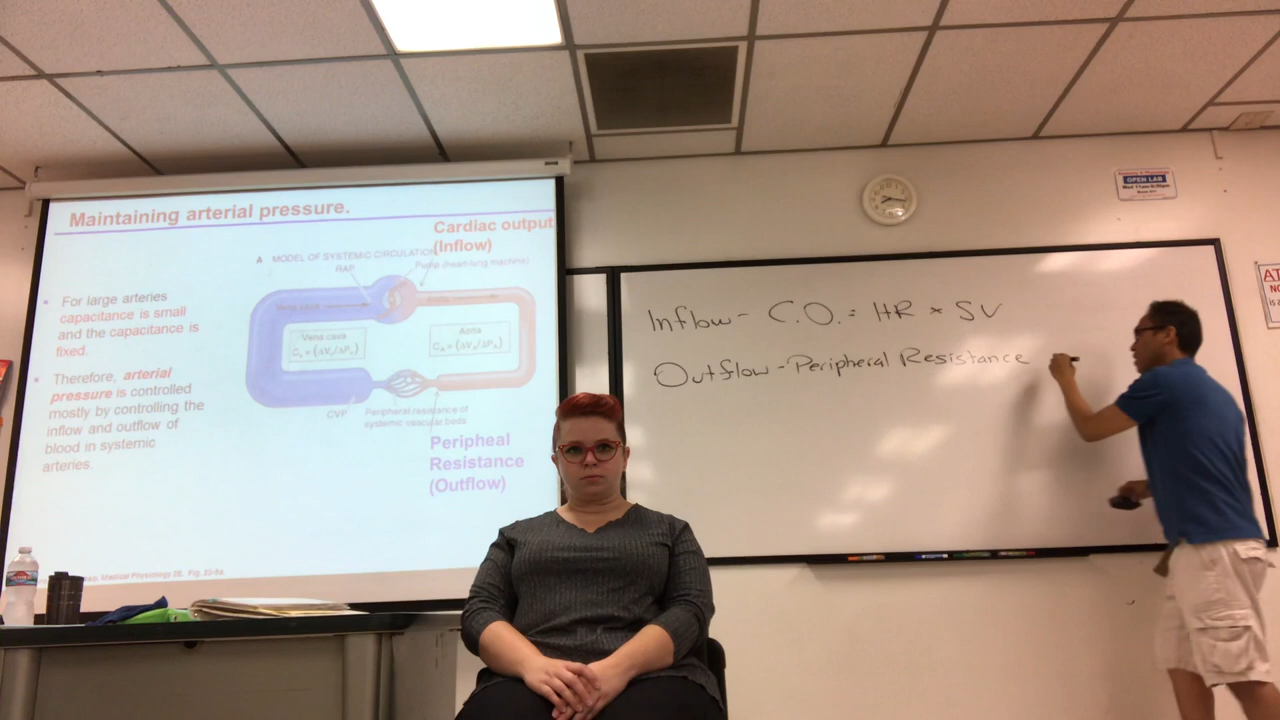 Maintaining arterial pressure.
Cardiac output
(Inflow)
A MODEL OF SYSTEMIC CIRCULATION
RAP
Pump (heart-lung machine)
• For large arteries
capacitance is small
and the capacitance is
fixed.
• Therefore, arterial
pressure is controlled
mostly by controlling the
inflow and outflow of
blood in systemic
arteries.
Vena cava
Aorta
CVP
Peripheral resistance of
systemic vascular beds
Peripheal
Resistance
(Outflow)
Medical Physiology 2E. Fig.
Inflow - C.O. = HR × SV
Outflow - Peripheral Resistance
OPEN LAB